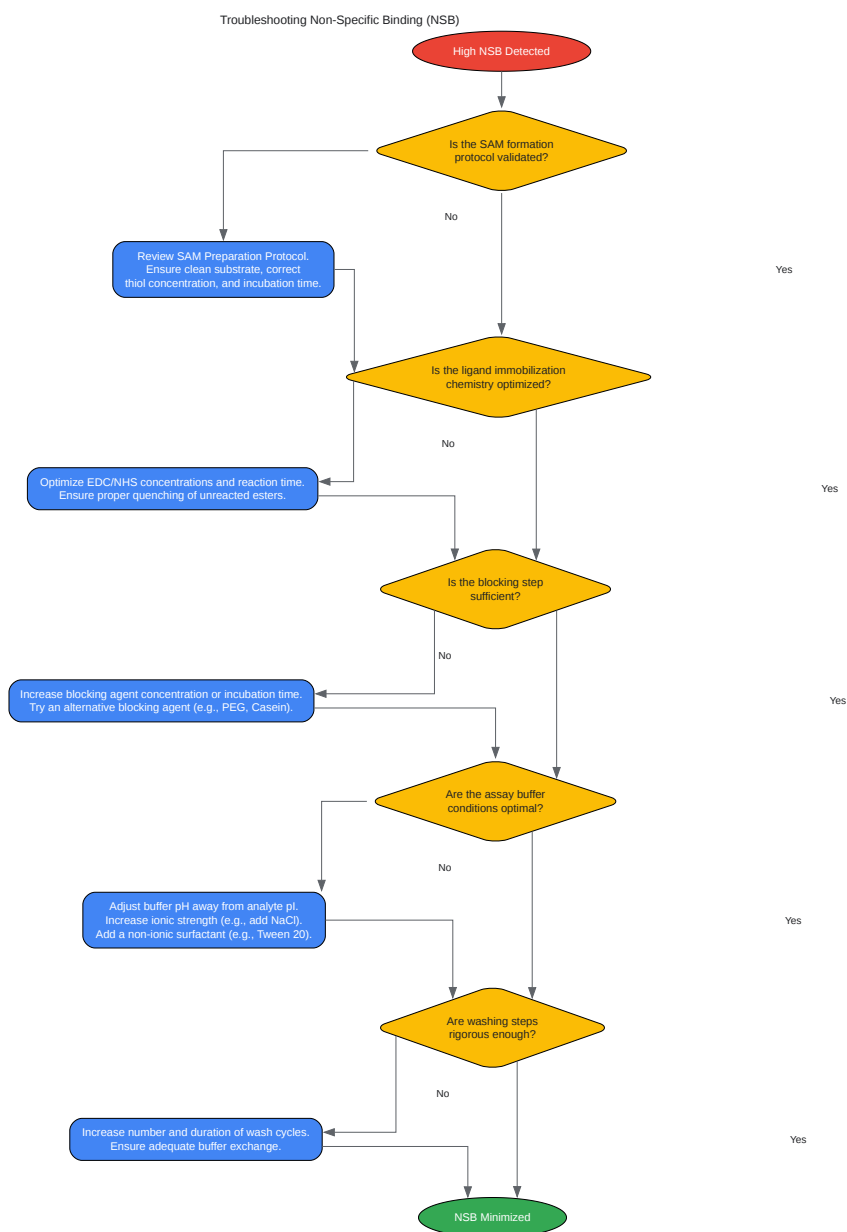 Troubleshooting Non-Specific Binding (NSB)
High NSB Detected
Is the SAM formation
protocol validated?
No
Review SAM Preparation Protocol.
Ensure clean substrate, correct
thiol concentration, and incubation time.
Yes
Is the ligand immobilization
chemistry optimized?
No
Optimize EDC/NHS concentrations and reaction time.
Ensure proper quenching of unreacted esters.
Yes
Is the blocking step
sufficient?
No
Increase blocking agent concentration or incubation time.
Try an alternative blocking agent (e.g., PEG, Casein).
Yes
Are the assay buffer
conditions optimal?
No
Adjust buffer pH away from analyte pI.
Increase ionic strength (e.g., add NaCl).
Add a non-ionic surfactant (e.g., Tween 20).
Yes
Are washing steps
rigorous enough?
No
Increase number and duration of wash cycles.
Ensure adequate buffer exchange.
Yes
NSB Minimized